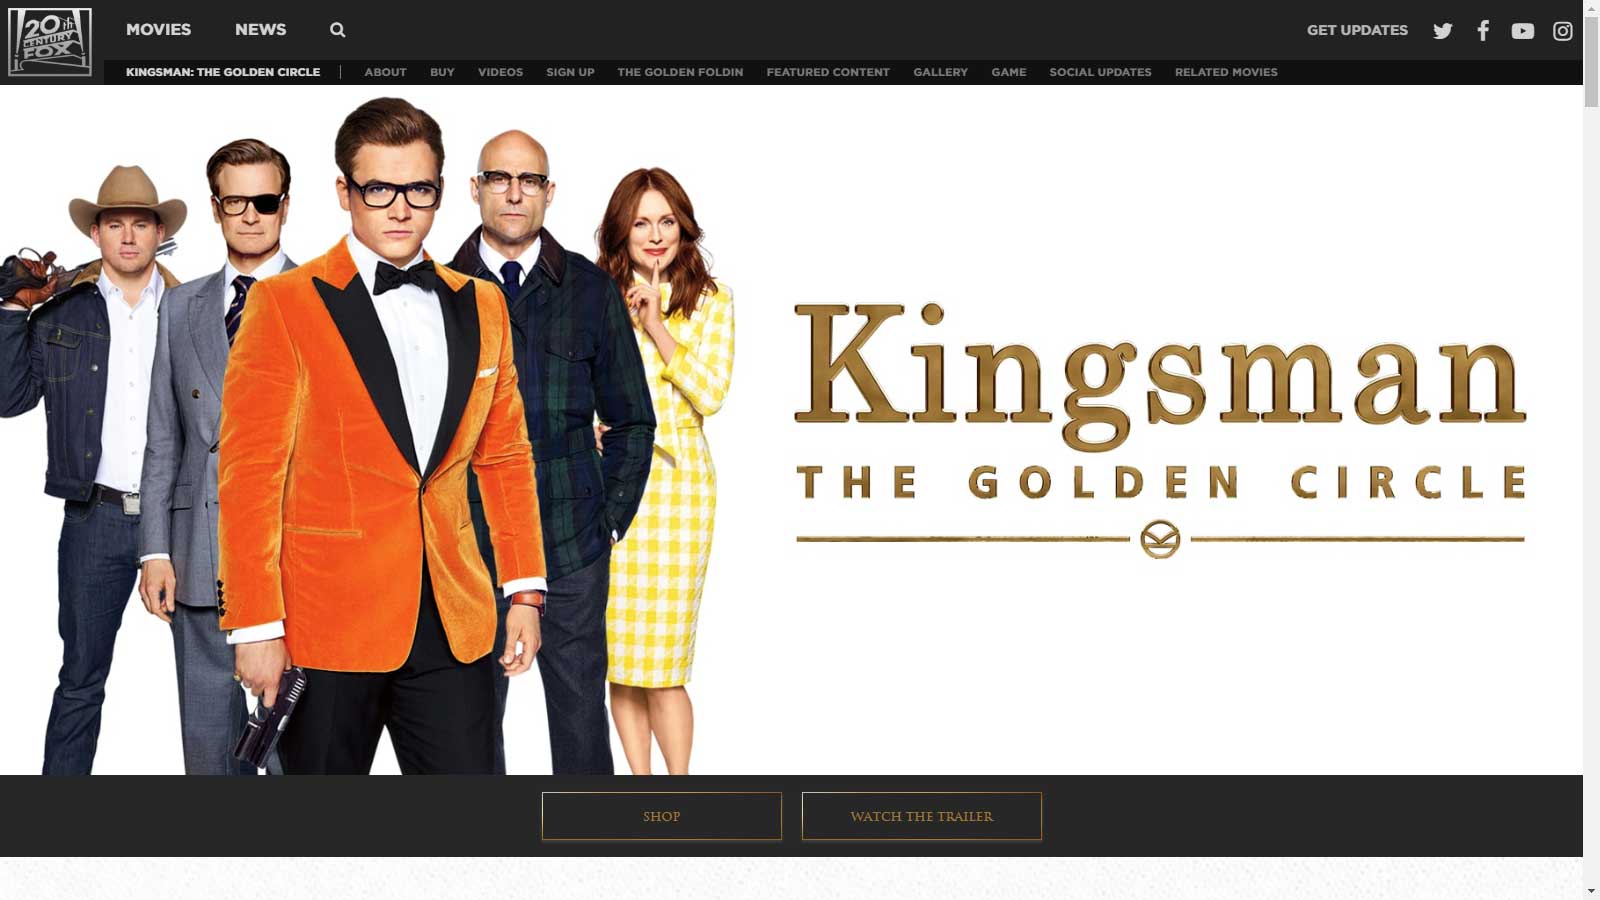 20th
CENTURY
FOX
MOVIES NEWS GET UPDATES
KINGSMAN: THE GOLDEN CIRCLE ABOUT BUY VIDEOS SIGN UP THE GOLDEN FOLDIN FEATURED CONTENT GALLERY GAME SOCIAL UPDATES RELATED MOVIES
Kingsman
THE GOLDEN CIRCLE
SHOP WATCH THE TRAILER